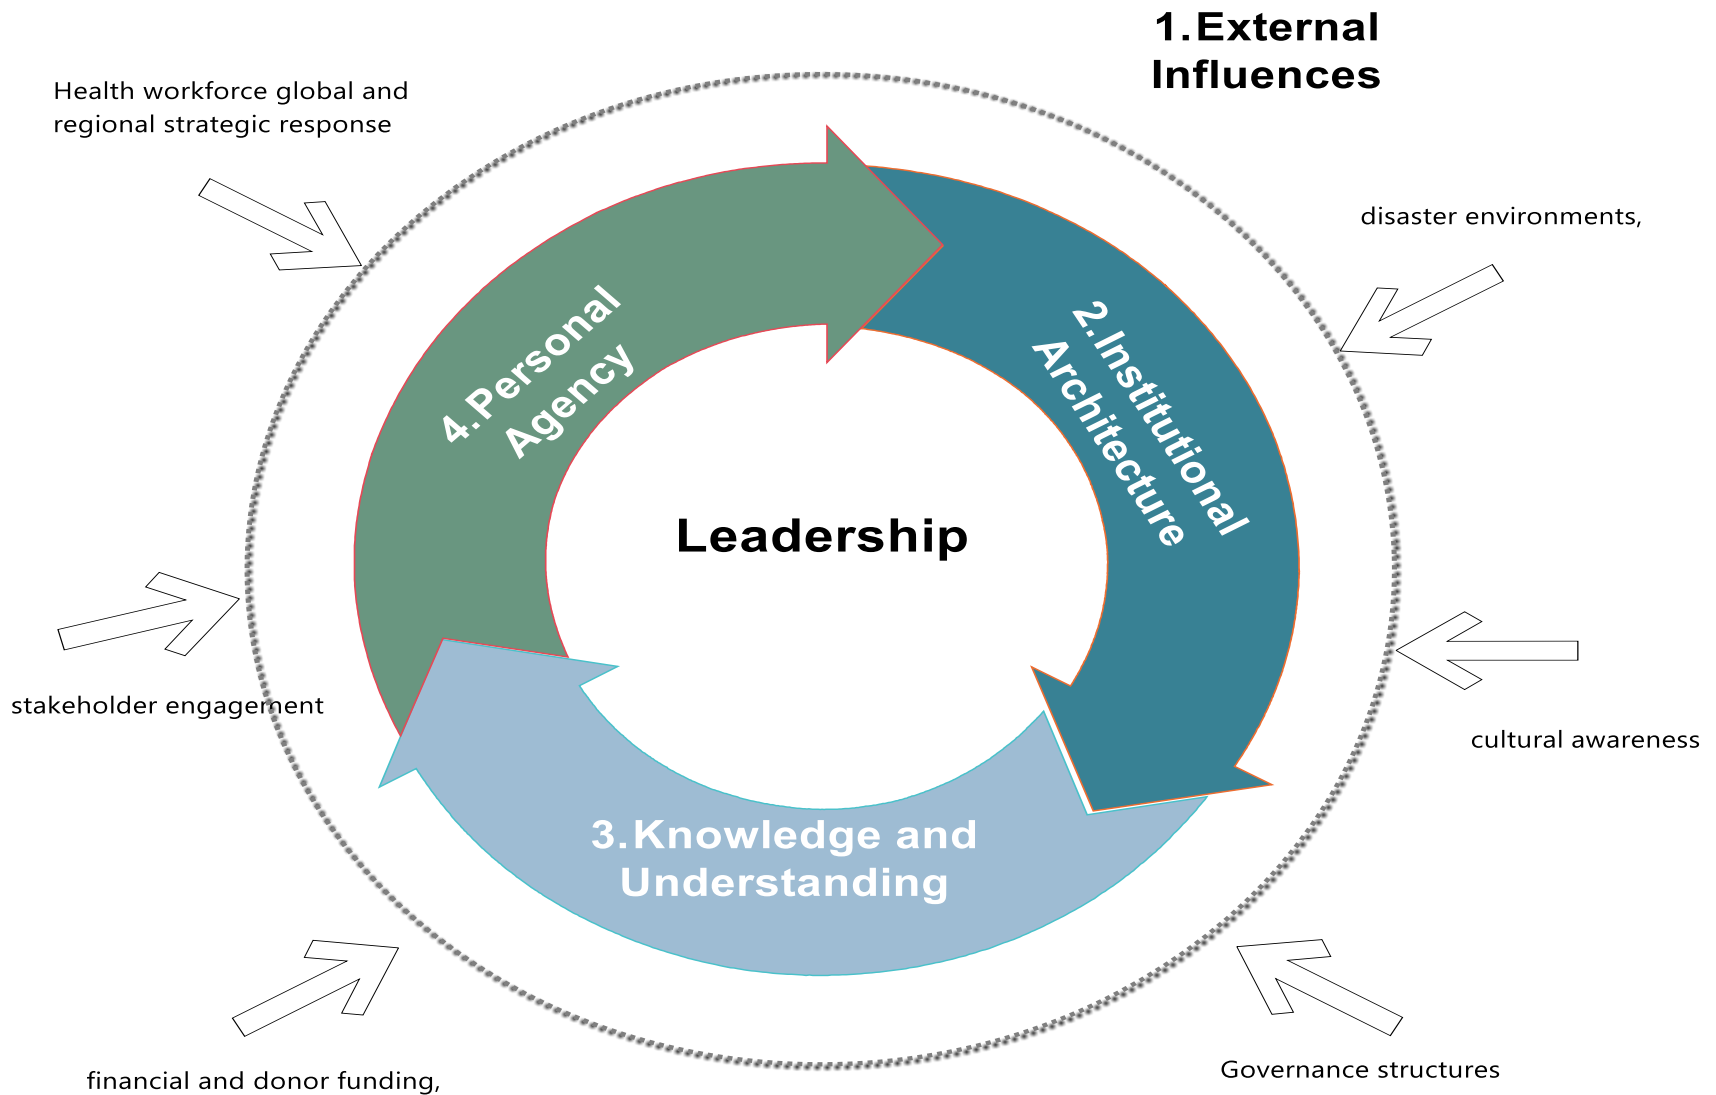 1.External
Influences
Health workforce global and
regional strategic response
disaster environments,
4.Personal
Agency
2.Institutional
Architecture
Leadership
stakeholder engagement
cultural awareness
3.Knowledge and
Understanding
Governance structures
financial and donor funding,